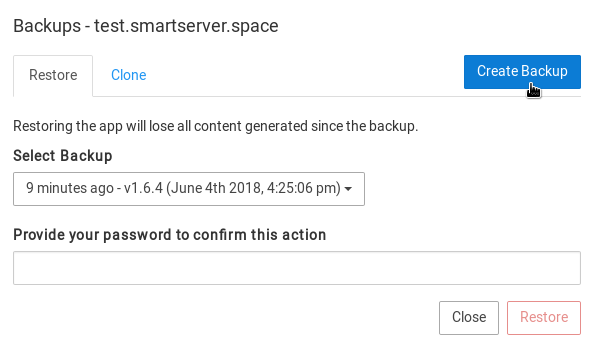 Backups - test.smartserver.space
Restore
Clone
Create Backup
Restoring the app will lose all content generated since the backup.
Select Backup
9 minutes ago - v1.6.4 (June 4th 2018, 4:25:06 pm)
Provide your password to confirm this action
Close
Restore